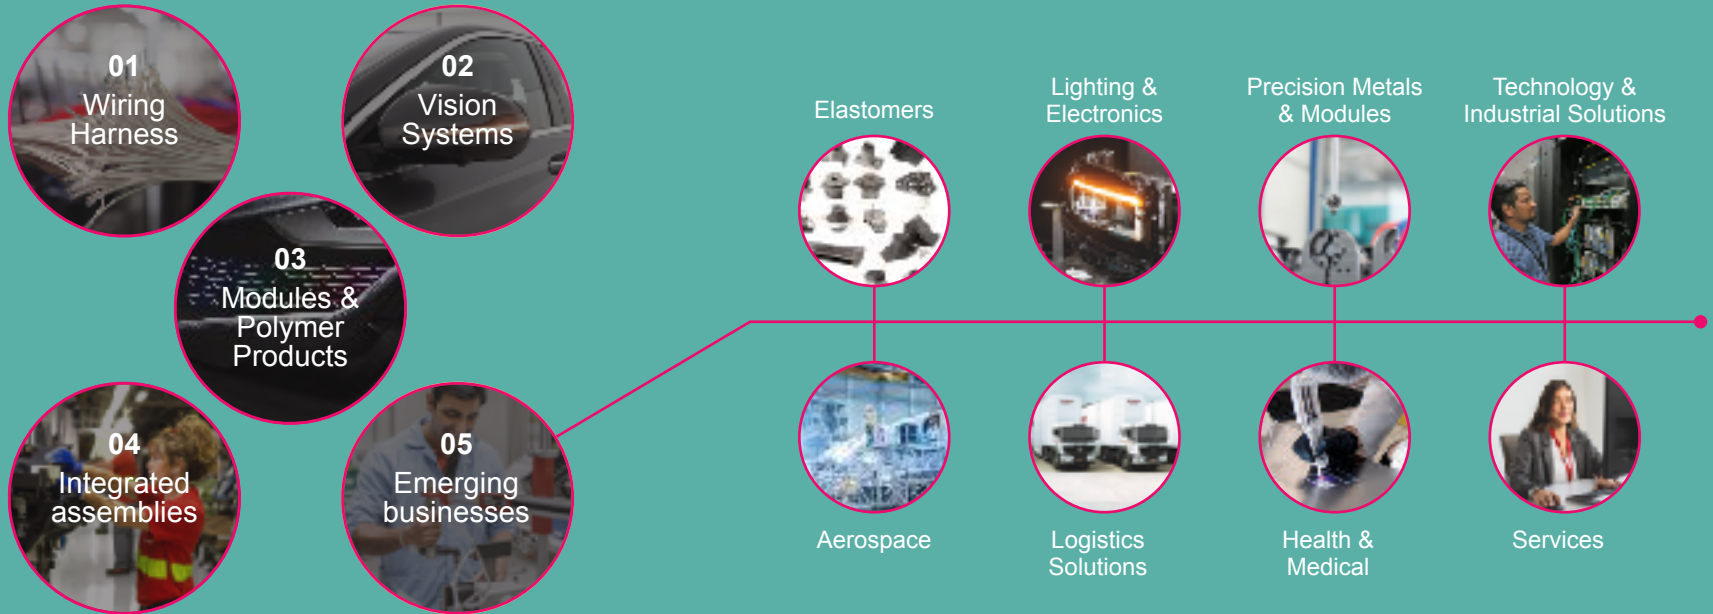 01
Wiring
Harness
02
Vision
Systems
03
Modules &
Polymer
Products
04
Integrated
assemblies
05
Emerging
businesses
Elastomers
Lighting &
Electronics
Precision Metals
& Modules
Technology &
Industrial Solutions
Aerospace
Logistics
Solutions
Health &
Medical
Services